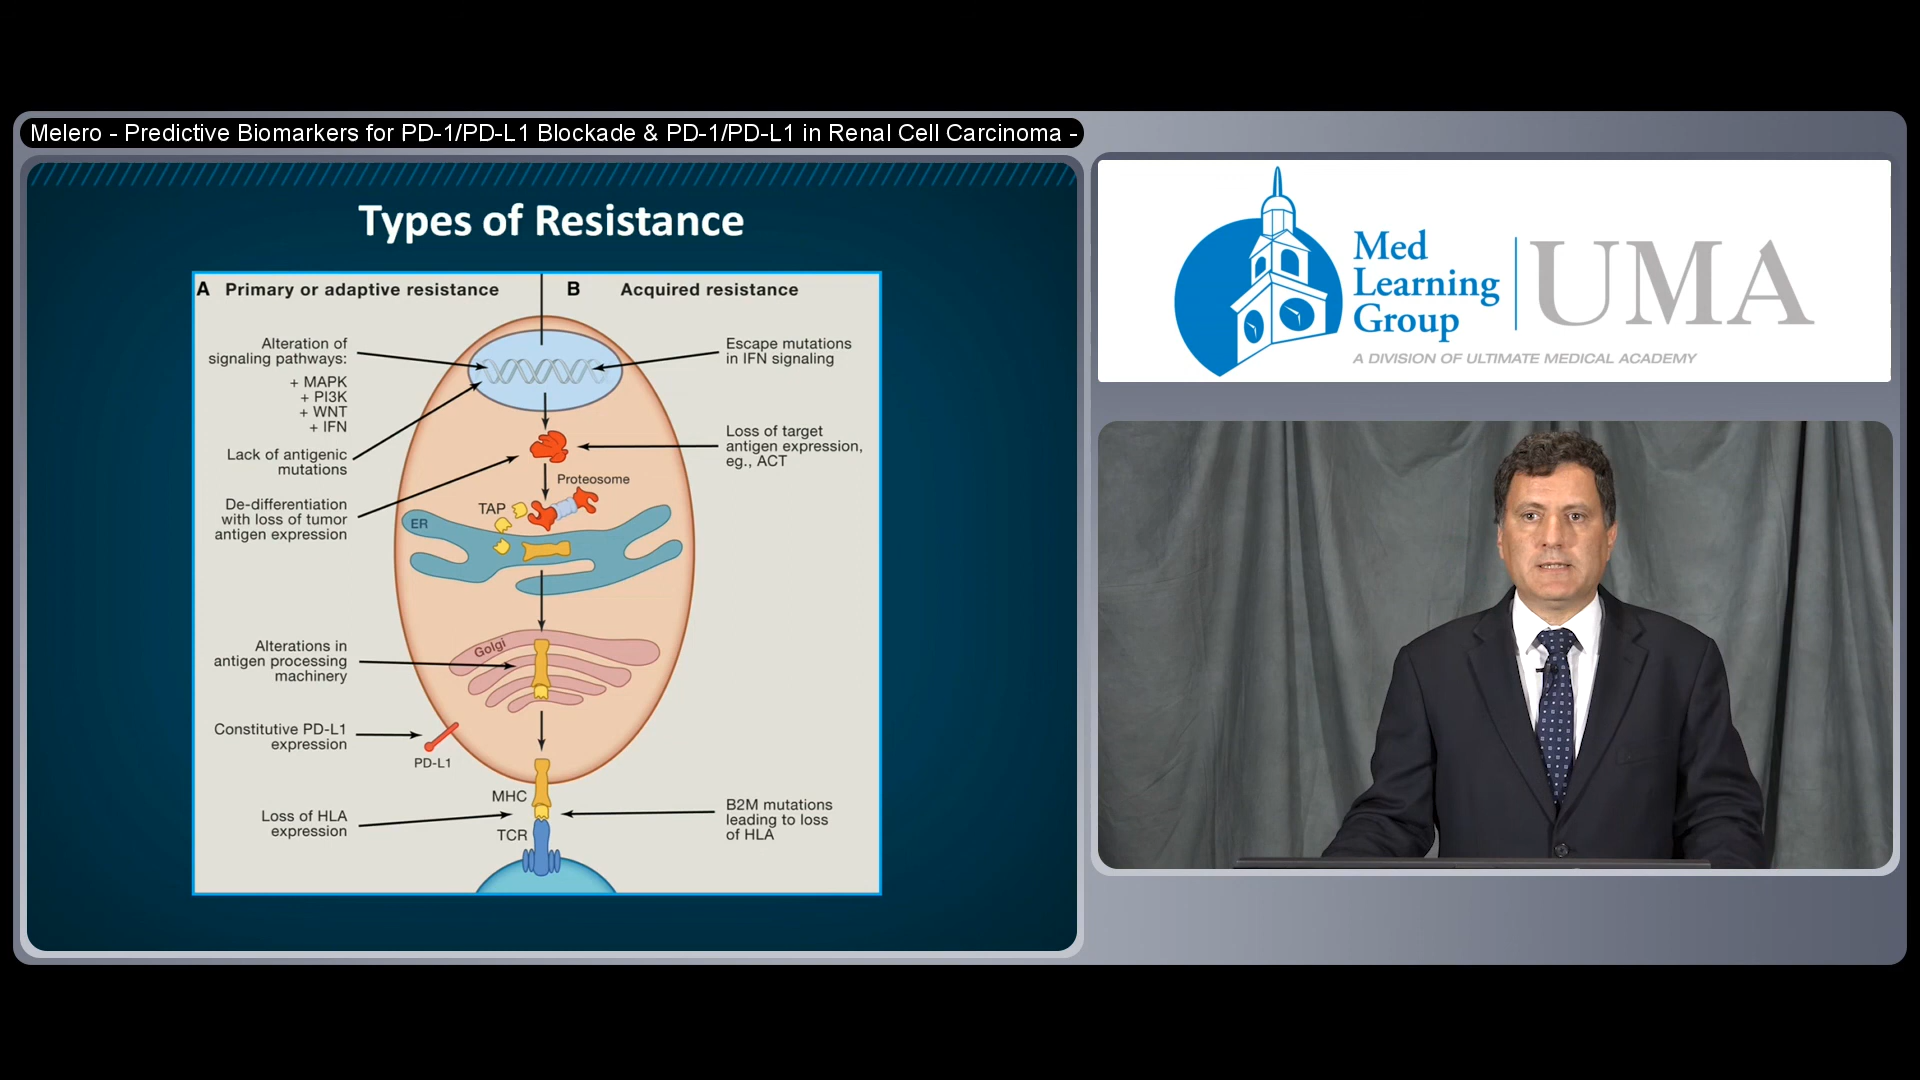 Melero - Predictive Biomarkers for PD-1/PD-L1 Blockade & PD-1/PD-L1 in Renal Cell Carcinoma -
Types of Resistance
A Primary or adaptive resistance
B Acquired resistance
Alteration of
signaling pathways:
+ MAPK
+ PI3K
+ WNT
+ IFN
Lack of antigenic
mutations
De-differentiation
with loss of tumor
antigen expression
Alterations in
antigen processing
machinery
Constitutive PD-L1
expression
Loss of HLA
expression
Proteosome
TAP
ER
Golgi
PD-L1
MHC
TCR
Escape mutations
in IFN signaling
Loss of target
antigen expression,
eg., ACT
B2M mutations
leading to loss
of HLA
Med
Learning
Group
UMA
A DIVISION OF ULTIMATE MEDICAL ACADEMY